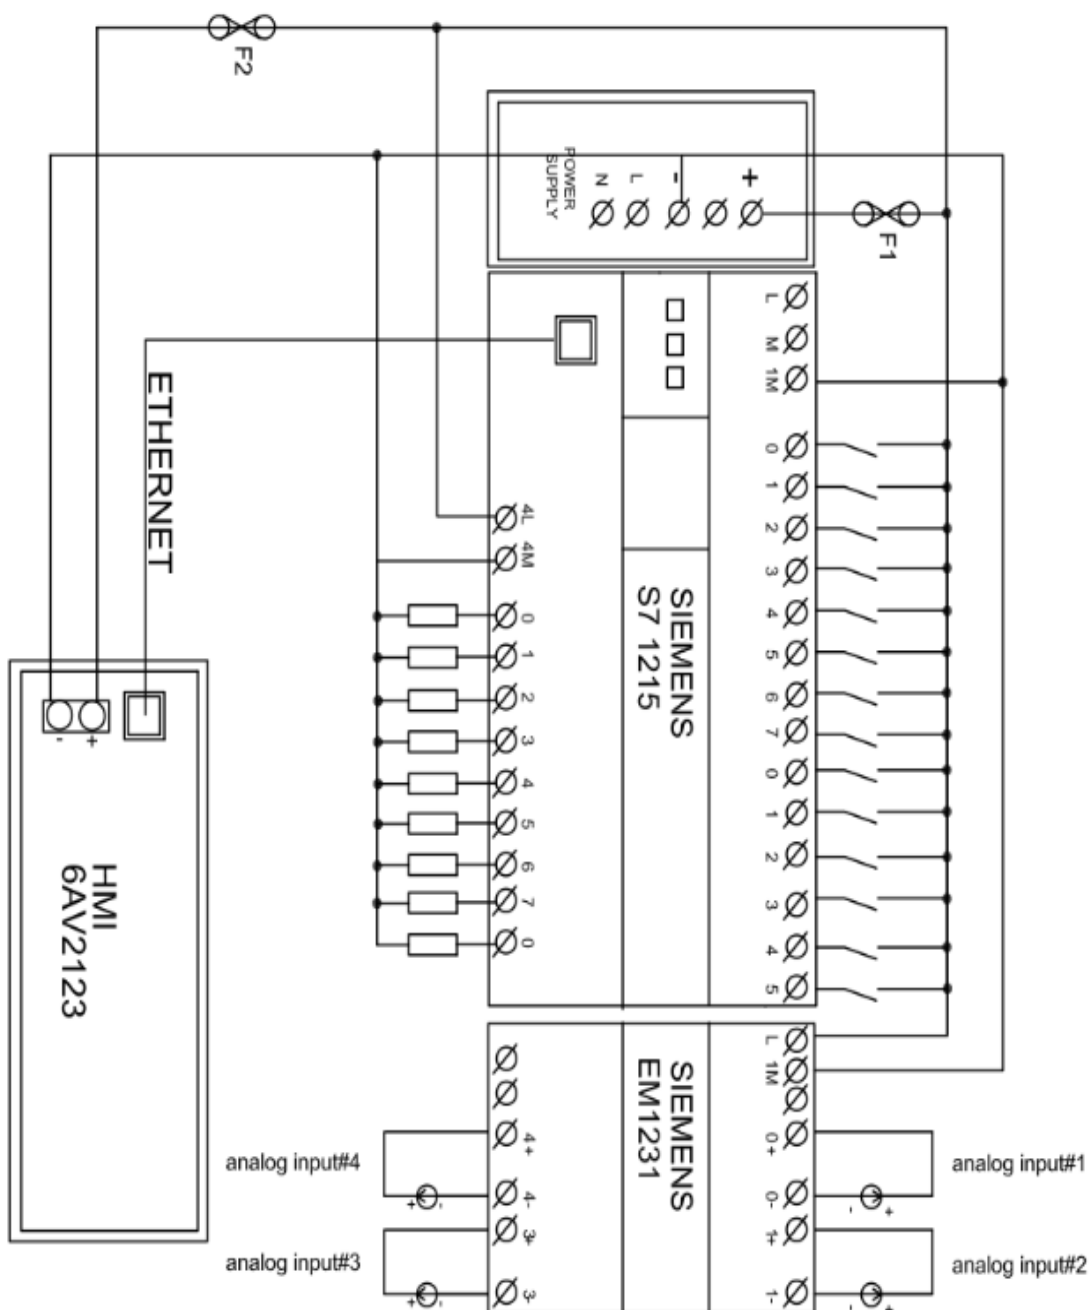 F2
POWER
SUPPLY
N
L
-
+
F1
L
M
1M
0
1
2
3
4
5
6
7
0
1
2
3
4
5
ETHERNET
4L
4M
0
1
2
3
4
5
6
7
0
SIEMENS
S7 1215
HMI
6AV2123
-
+
SIEMENS
EM1231
L
1M
0+
0-
1+
1-
4+
4-
3+
3-
analog input#4
+ -
analog input#3
+ -
analog input#1
- +
analog input#2
- +